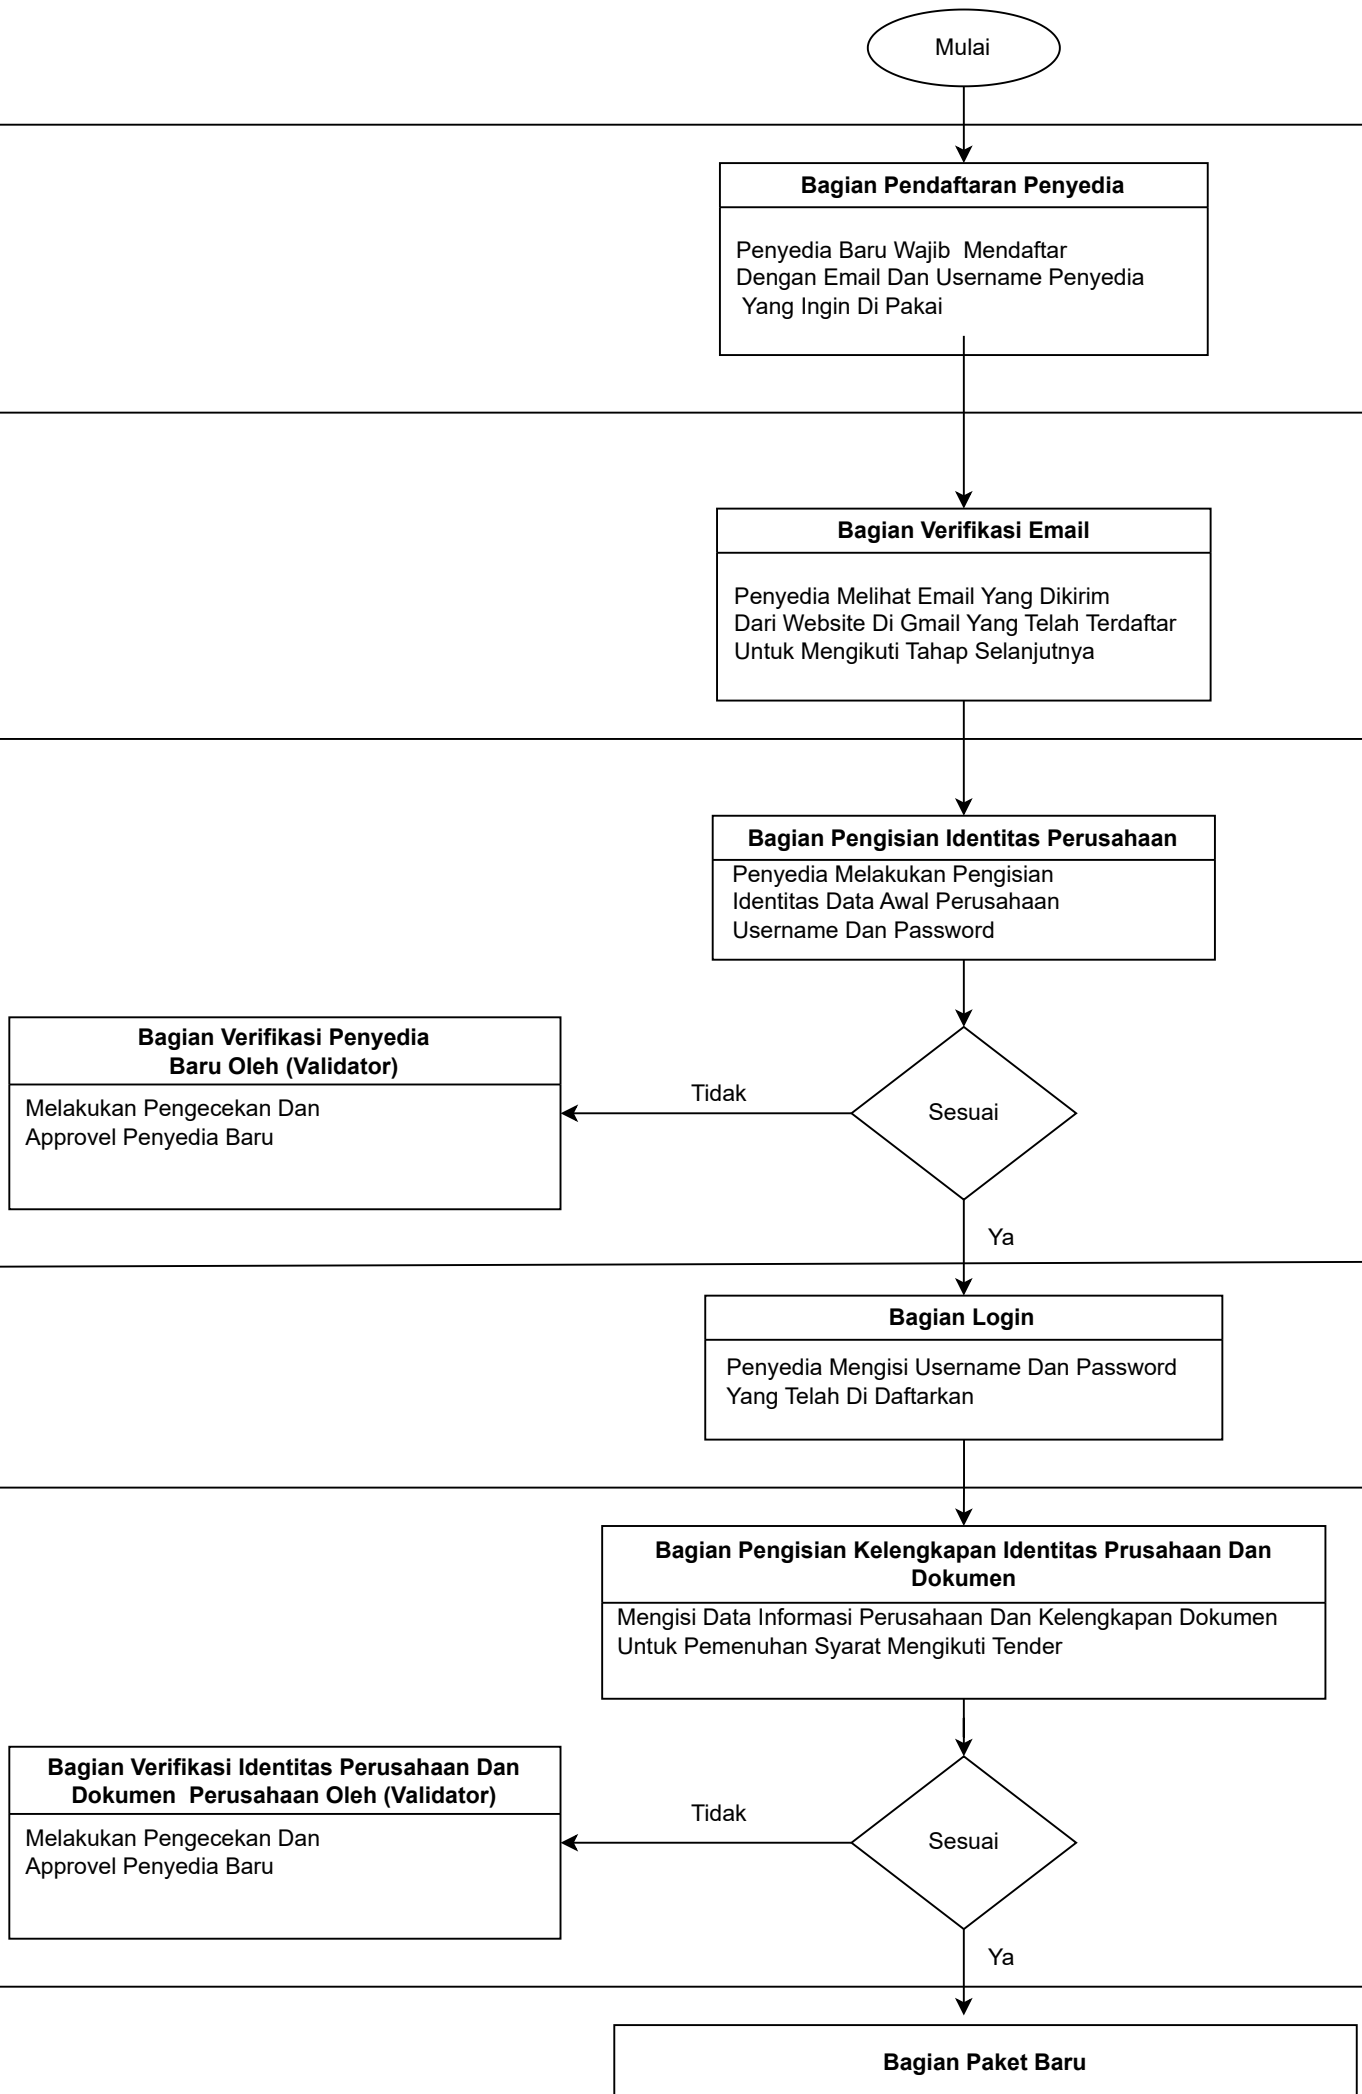 Mulai
Bagian Pendaftaran Penyedia
Penyedia Baru Wajib  Mendaftar
Dengan Email Dan Username Penyedia
Yang Ingin Di Pakai
Bagian Verifikasi Email
Penyedia Melihat Email Yang Dikirim
Dari Website Di Gmail Yang Telah Terdaftar
Untuk Mengikuti Tahap Selanjutnya
Bagian Pengisian Identitas Perusahaan
Penyedia Melakukan Pengisian
Identitas Data Awal Perusahaan
Username Dan Password
Bagian Verifikasi Penyedia
Baru Oleh (Validator)
Melakukan Pengecekan Dan
Approvel Penyedia Baru
Tidak
Sesuai
Ya
Bagian Login
Penyedia Mengisi Username Dan Password
Yang Telah Di Daftarkan
Bagian Pengisian Kelengkapan Identitas Prusahaan Dan
Dokumen
Mengisi Data Informasi Perusahaan Dan Kelengkapan Dokumen
Untuk Pemenuhan Syarat Mengikuti Tender
Bagian Verifikasi Identitas Perusahaan Dan
Dokumen  Perusahaan Oleh (Validator)
Melakukan Pengecekan Dan
Approvel Penyedia Baru
Tidak
Sesuai
Ya
Bagian Paket Baru